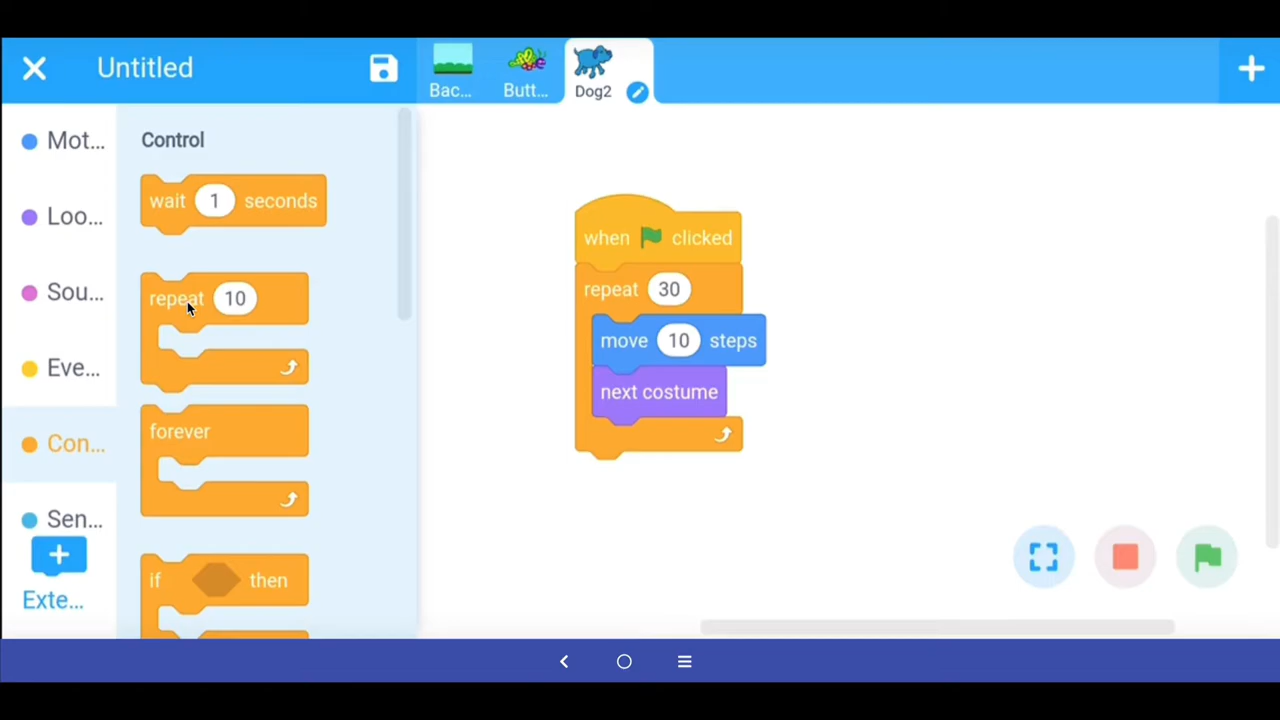 Untitled
Bac...
Butt...
Dog2
Mot...
Loo...
Sou...
Eve...
Con...
Sen...
Exte...
Control
wait 1 seconds
repeat 10
forever
if then
when clicked
repeat 30
move 10 steps
next costume